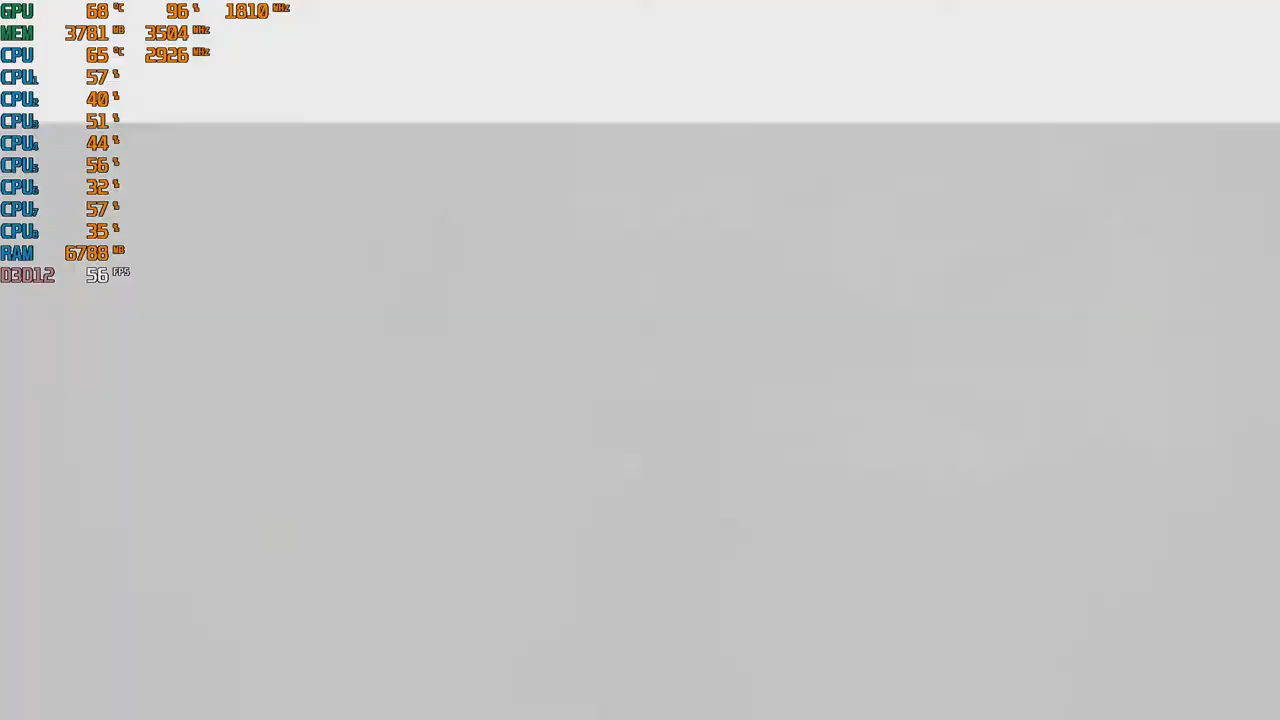 GPU 68 °C 96 % 1810 MHz
MEM 3781 MB 3504 MHz
CPU 65 °C 2926 MHz
CPU1 57 %
CPU2 40 %
CPU3 51 %
CPU4 44 %
CPU5 56 %
CPU6 32 %
CPU7 57 %
CPU8 35 %
RAM 6788 MB
D3D12 56 FPS